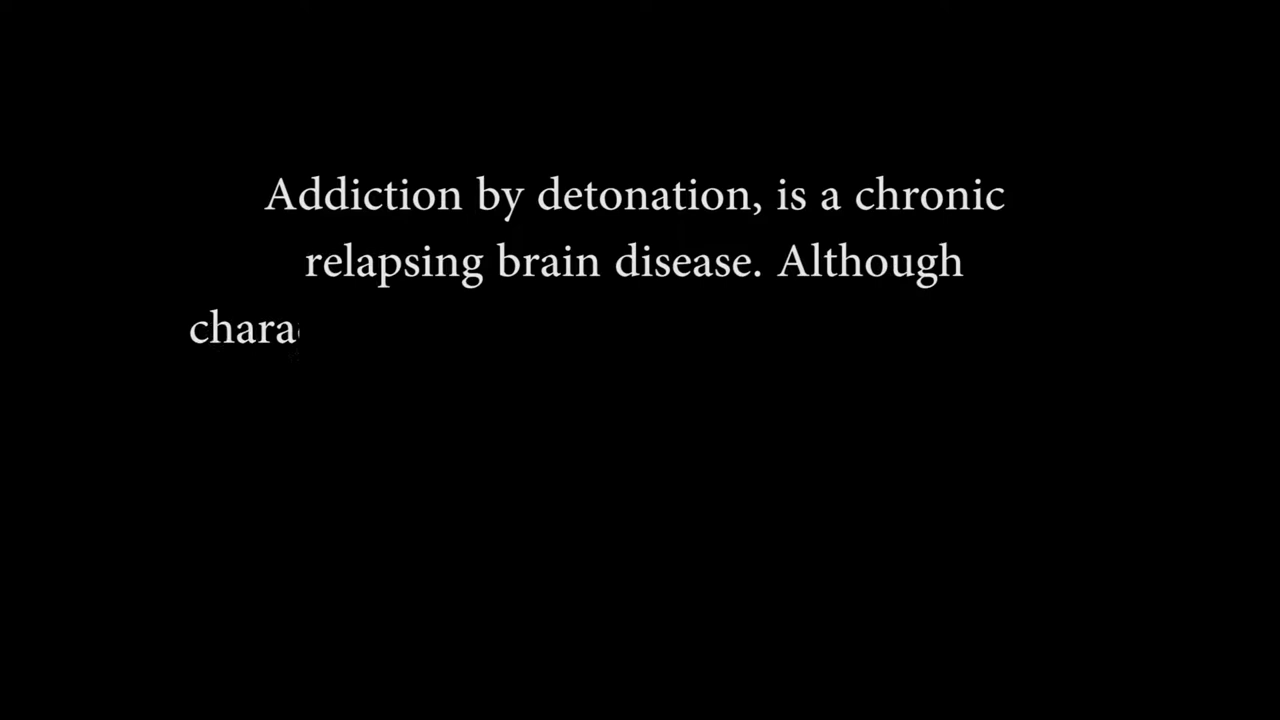 Addiction by detonation, is a chronic
relapsing brain disease. Although
chara